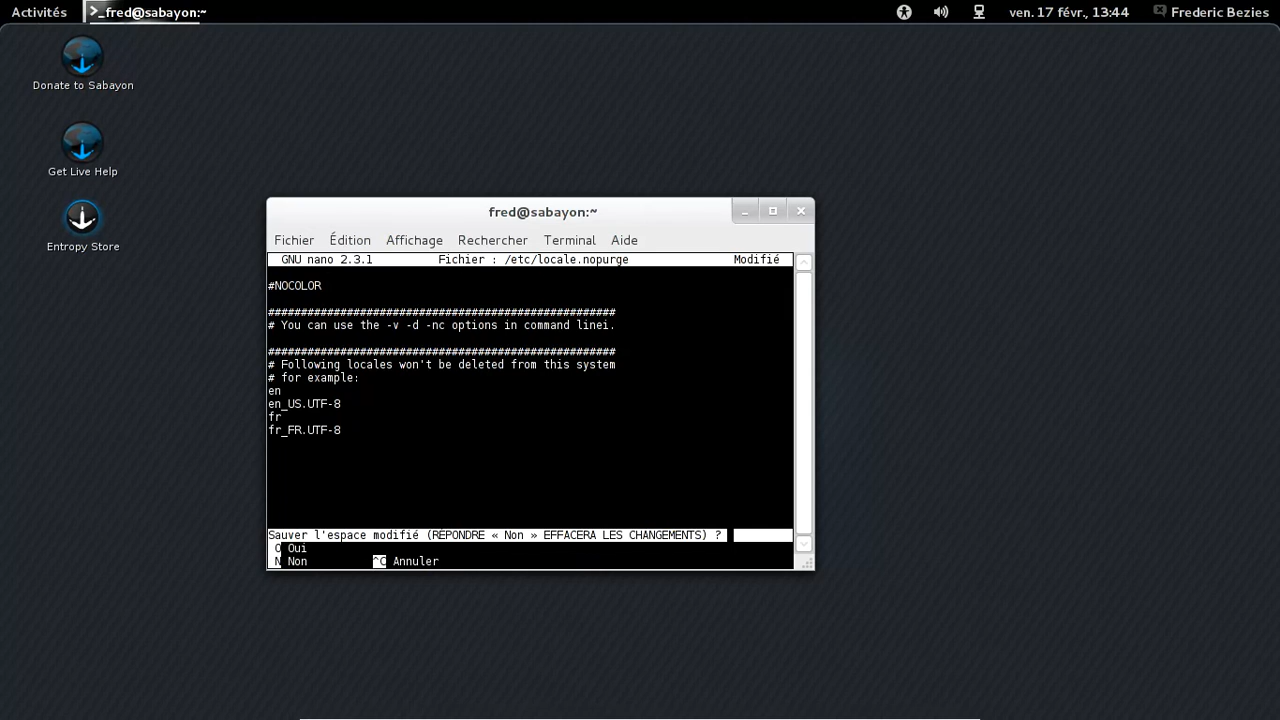 Activités
fred@sabayon:~
ven. 17 févr., 13:44
Frederic Bezies
Donate to Sabayon
Get Live Help
Entropy Store
fred@sabayon:~
Fichier Édition Affichage Rechercher Terminal Aide
GNU nano 2.3.1 Fichier : /etc/locale.nopurge Modifié
#NOCOLOR
#####################################################
# You can use the -v -d -nc options in command linei.
#####################################################
# Following locales won't be deleted from this system
# for example:
en
en_US.UTF-8
fr
fr_FR.UTF-8
Sauver l'espace modifié (RÉPONDRE « Non » EFFACERA LES CHANGEMENTS) ?
O Oui
N Non ^C Annuler